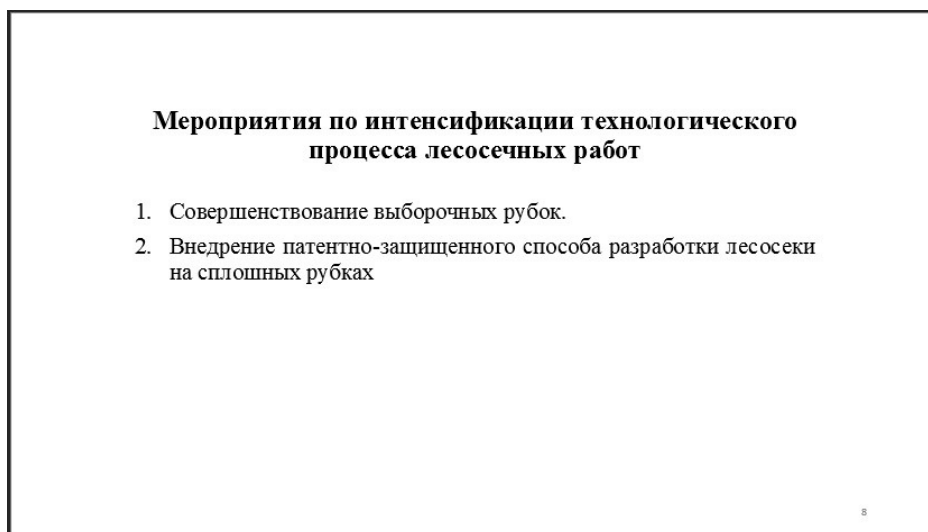 Мероприятия по интенсификации технологического
процесса лесосечных работ
1. Совершенствование выборочных рубок.
2. Внедрение патентно-защищенного способа разработки лесосеки
на сплошных рубках
8